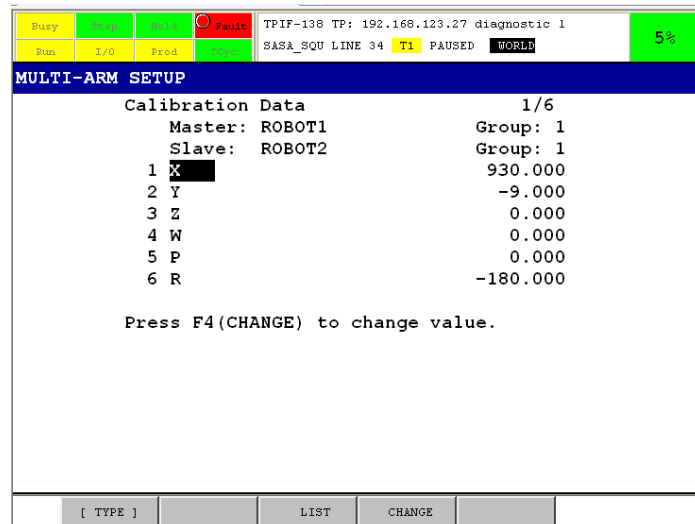 Busy Step Hold Fault TPIF-138 TP: 192.168.123.27 diagnostic 1
Run I/O Prod TCyc SASA_SQU LINE 34 T1 PAUSED WORLD
5%
MULTI-ARM SETUP
Calibration Data 1/6
Master: ROBOT1 Group: 1
Slave: ROBOT2 Group: 1
1 X 930.000
2 Y -9.000
3 Z 0.000
4 W 0.000
5 P 0.000
6 R -180.000
Press F4(CHANGE) to change value.
[ TYPE ] LIST CHANGE